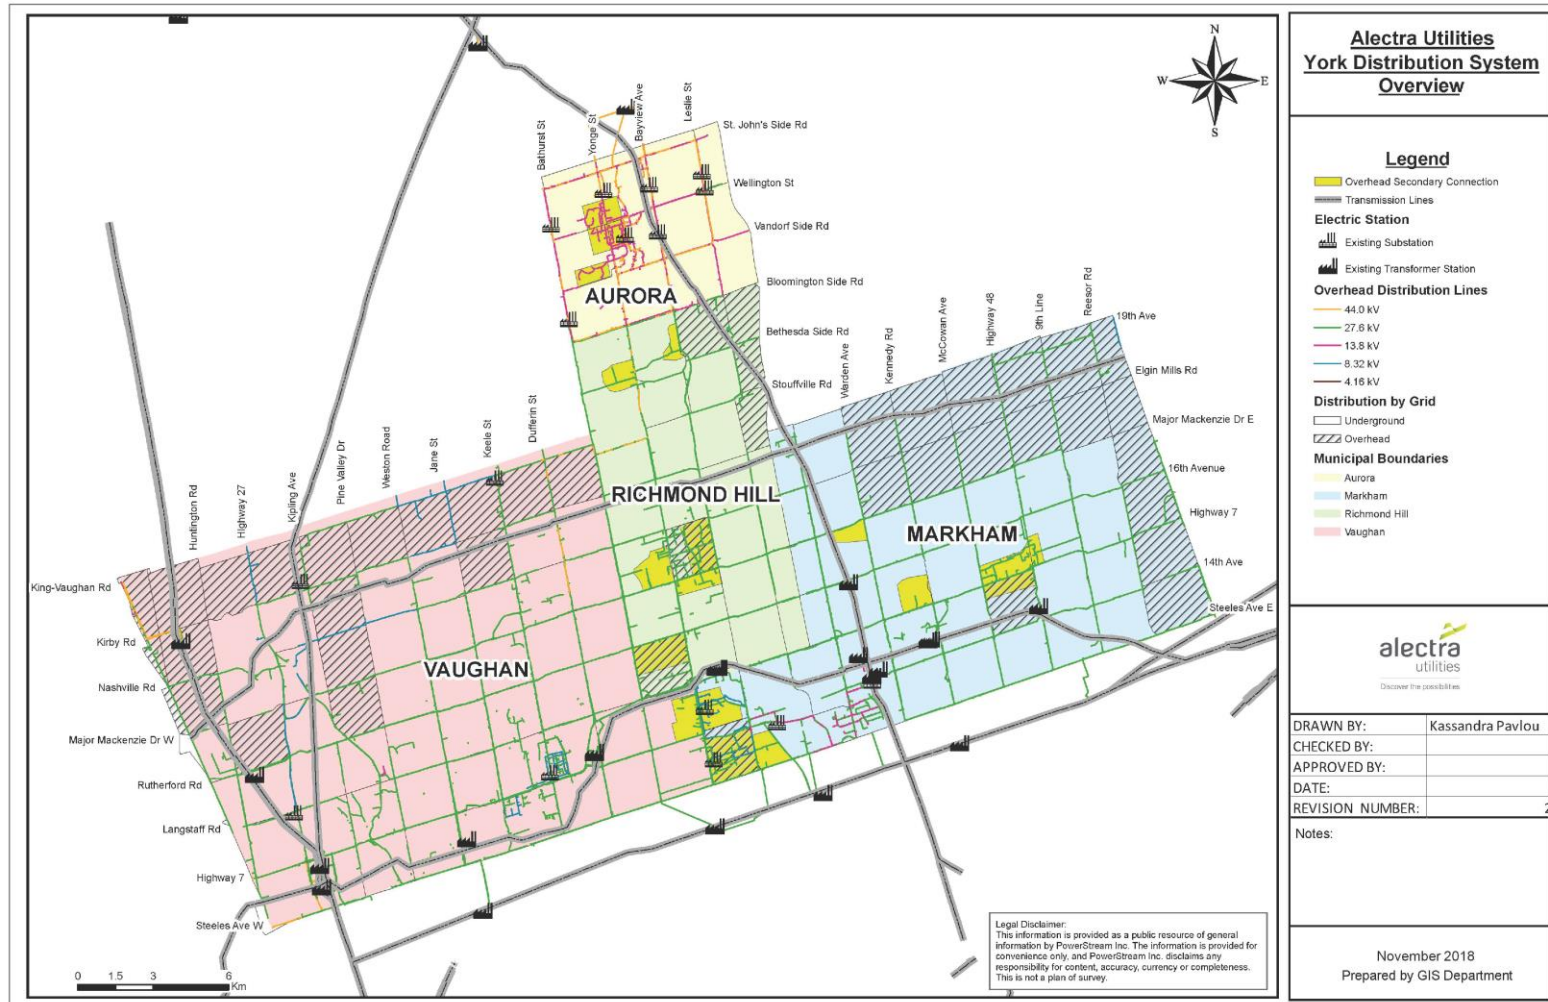 Alectra Utilities
York Distribution System
Overview
Legend
Overhead Secondary Connection
Transmission Lines
Electric Station
Existing Substation
Existing Transformer Station
Overhead Distribution Lines
44.0 kV
27.6 kV
13.8 kV
8.32 kV
4.16 kV
Distribution by Grid
Underground
Overhead
Municipal Boundaries
Aurora
Markham
Richmond Hill
Vaughan
alectra
utilities
Discover the possibilities
DRAWN BY: Kassandra Pavlou
CHECKED BY:
APPROVED BY:
DATE:
REVISION NUMBER: 2
Notes:
November 2018
Prepared by GIS Department
N
W
E
S
Bathurst St
Yonge St
Bayview Ave
Leslie St
St. John's Side Rd
Wellington St
Vandorf Side Rd
Bloomington Side Rd
Bethesda Side Rd
Stouffville Rd
AURORA
Warden Ave
Kennedy Rd
McCowan Ave
Highway 48
9th Line
Reesor Rd
19th Ave
Elgin Mills Rd
Major Mackenzie Dr E
16th Avenue
Highway 7
14th Ave
Steeles Ave E
RICHMOND HILL
MARKHAM
VAUGHAN
Huntington Rd
Highway 27
Kipling Ave
Pine Valley Dr
Weston Road
Jane St
Keele St
Dufferin St
King-Vaughan Rd
Kirby Rd
Nashville Rd
Major Mackenzie Dr W
Rutherford Rd
Langstaff Rd
Highway 7
Steeles Ave W
0 1.5 3 6
Km
Legal Disclaimer:
This information is provided as a public resource of general
information by PowerStream Inc. The information is provided for
convenience only, and PowerStream Inc. disclaims any
responsibility for content, accuracy, currency or completeness.
This is not a plan of survey.